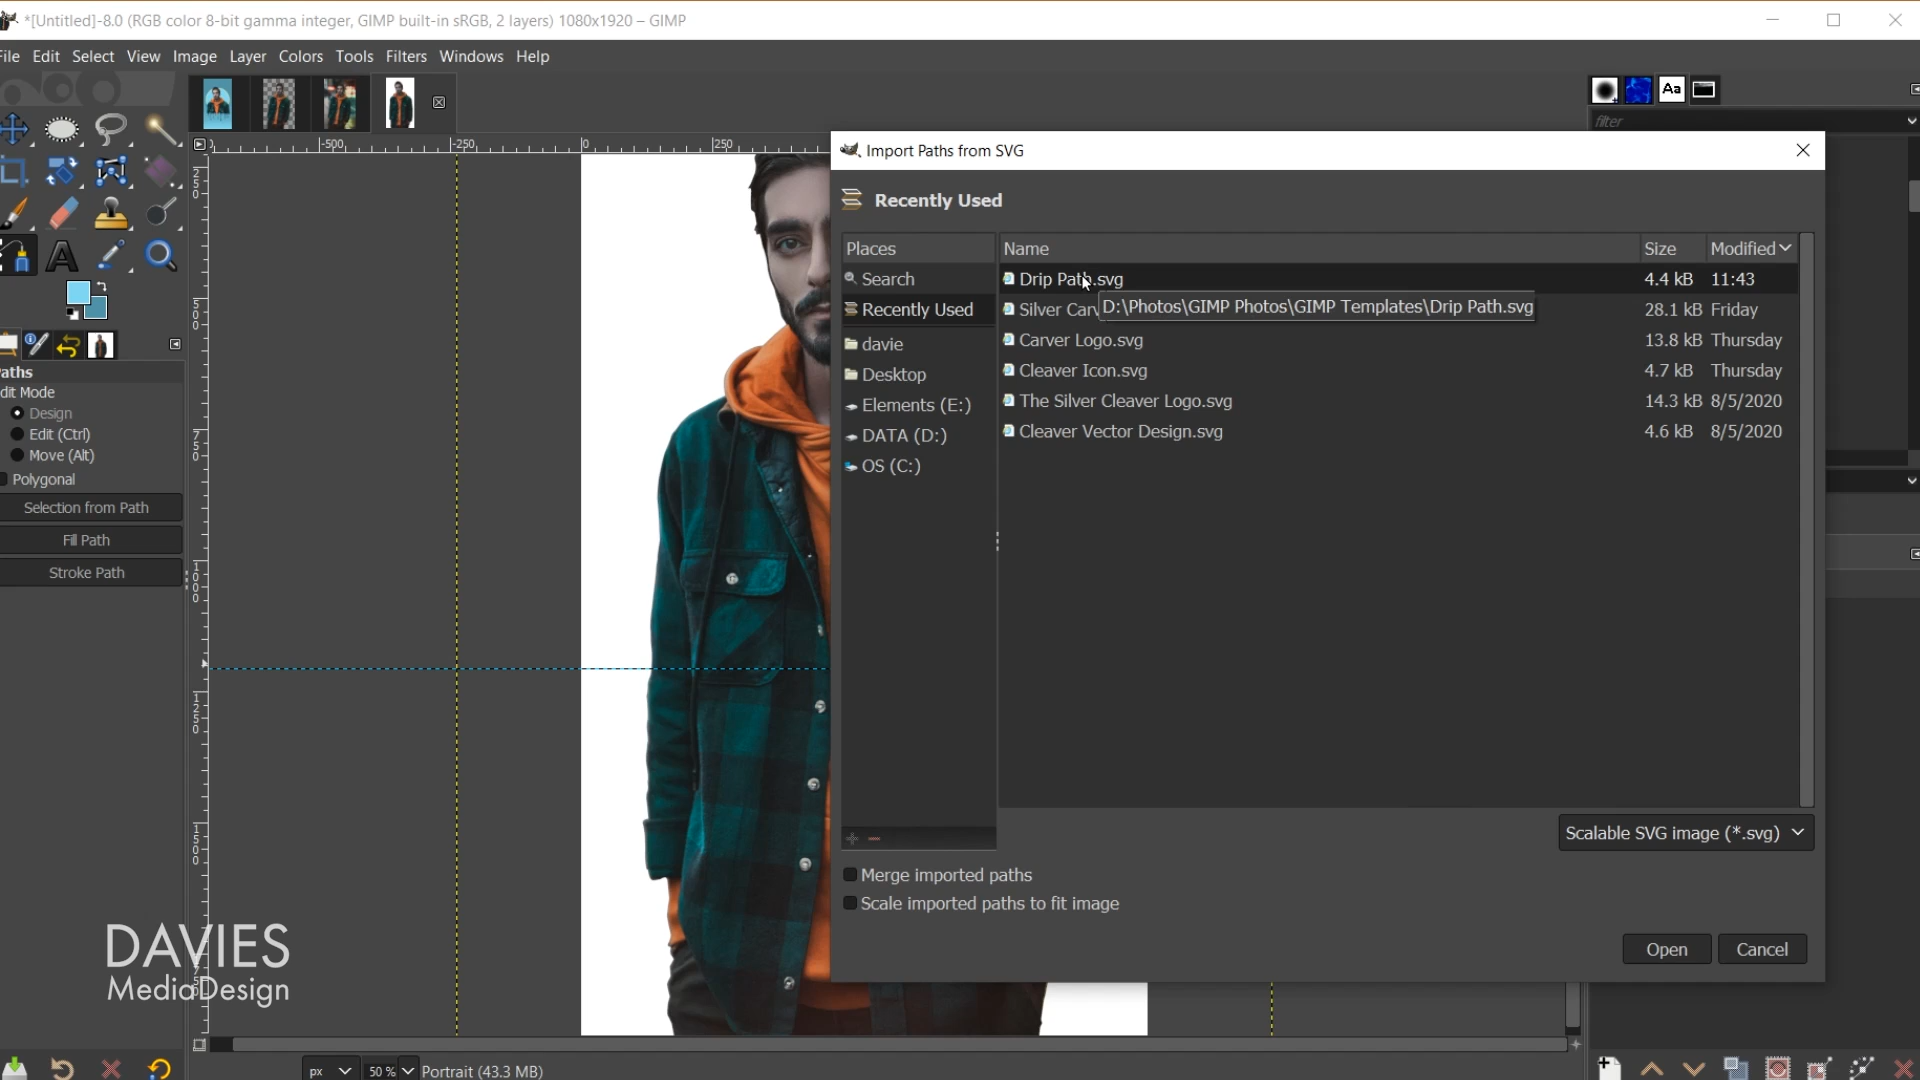 *[Untitled]-8.0 (RGB color 8-bit gamma integer, GIMP built-in sRGB, 2 layers) 1080x1920 – GIMP
File Edit Select View Image Layer Colors Tools Filters Windows Help
Aa
filter
-500 -250 0 250
250
500
750
1000
1250
1500
aths
dit Mode
Design
Edit (Ctrl)
Move (Alt)
Polygonal
Selection from Path
Fill Path
Stroke Path
Import Paths from SVG
Recently Used
Places Name Size Modified
Search Drip Path.svg 4.4 kB 11:43
Recently Used Silver Carv 28.1 kB Friday
D:\Photos\GIMP Photos\GIMP Templates\Drip Path.svg
davie Carver Logo.svg 13.8 kB Thursday
Desktop Cleaver Icon.svg 4.7 kB Thursday
Elements (E:) The Silver Cleaver Logo.svg 14.3 kB 8/5/2020
DATA (D:) Cleaver Vector Design.svg 4.6 kB 8/5/2020
OS (C:)
Scalable SVG image (*.svg)
Merge imported paths
Scale imported paths to fit image
Open Cancel
DAVIES
MediaDesign
px 50 % Portrait (43.3 MB)